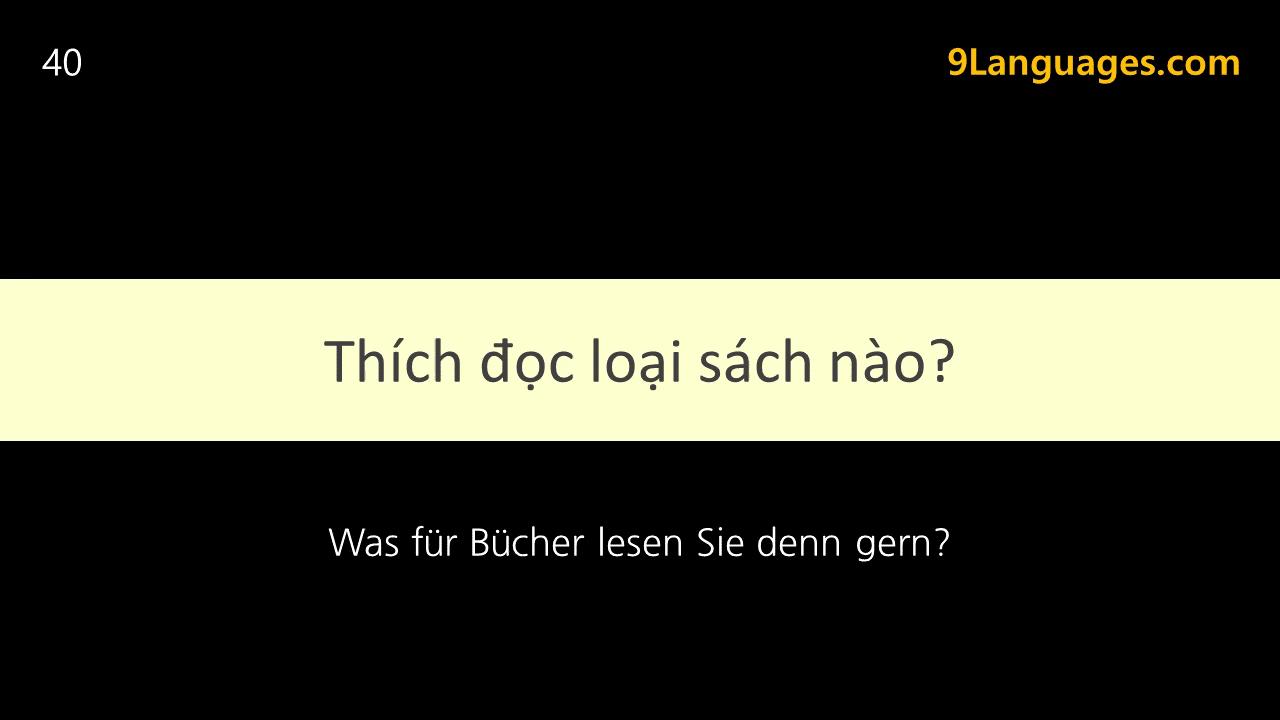 40
9Languages.com
Thích đọc loại sách nào?
Was für Bücher lesen Sie denn gern?